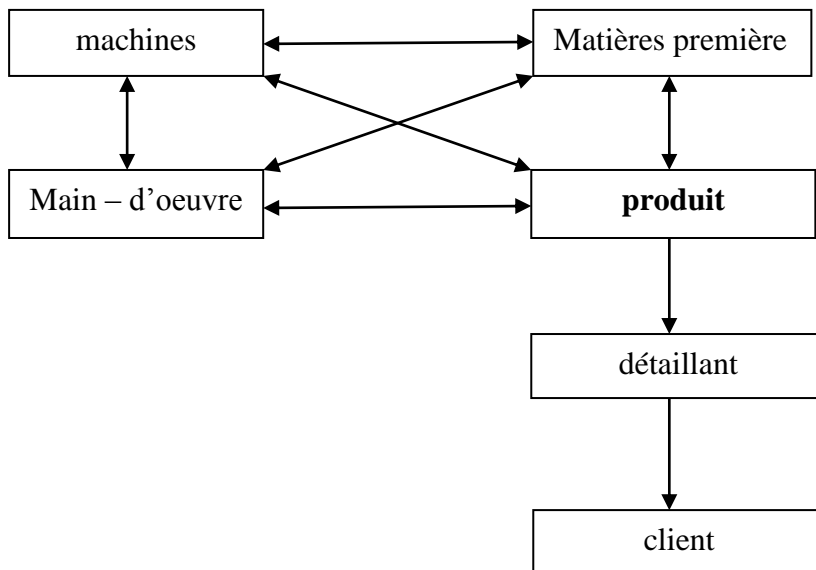 machines
Matières première
Main – d’oeuvre
produit
détaillant
client